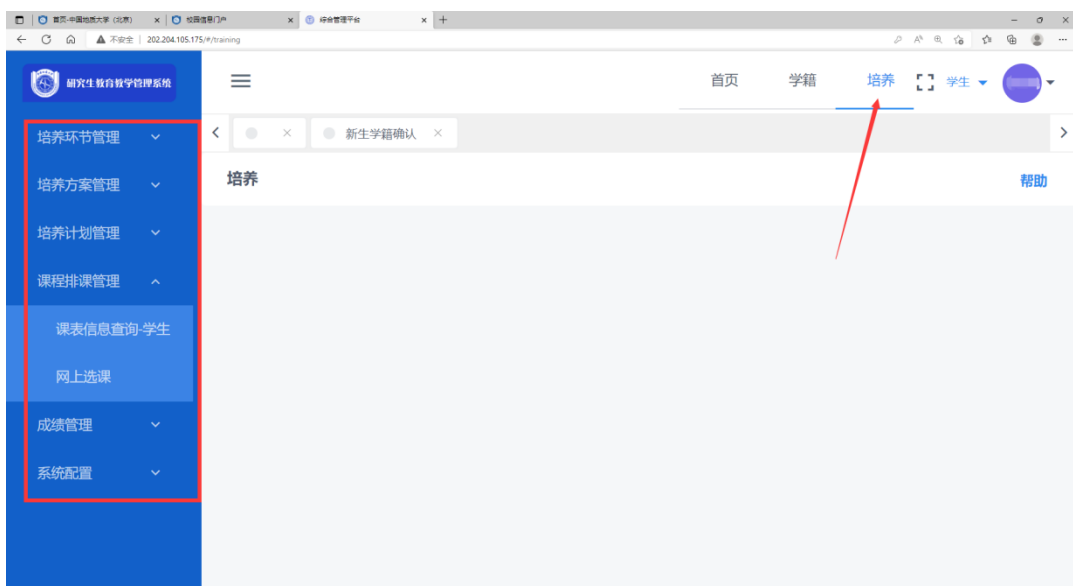 首页-中国地质大学 (北京)
校园信息门户
综合管理平台
不安全 | 202.204.105.175/#/training
研究生教育教学管理系统
首页
学籍
培养
学生
培养环节管理
新生学籍确认
培养方案管理
培养
帮助
培养计划管理
课程排课管理
课表信息查询-学生
网上选课
成绩管理
系统配置